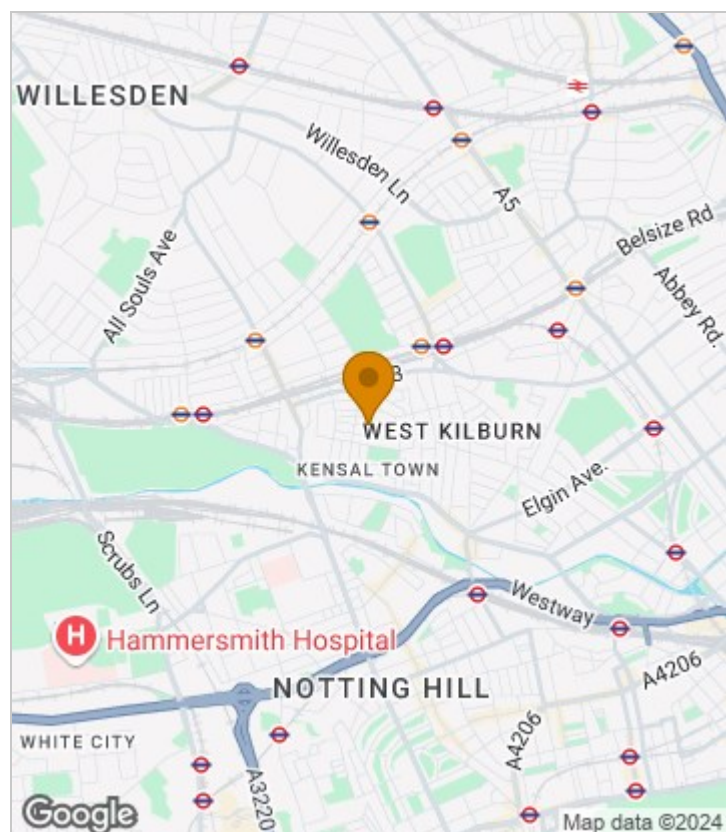 WILLESDEN
Willesden Ln
A5
Belsize Rd
Abbey Rd.
All Souls Ave
WEST KILBURN
KENSAL TOWN
Elgin Ave.
Scrubs Ln
Westway
H
Hammersmith Hospital
NOTTING HILL
A4206
A4206
WHITE CITY
A3220
Google
Map data ©2024